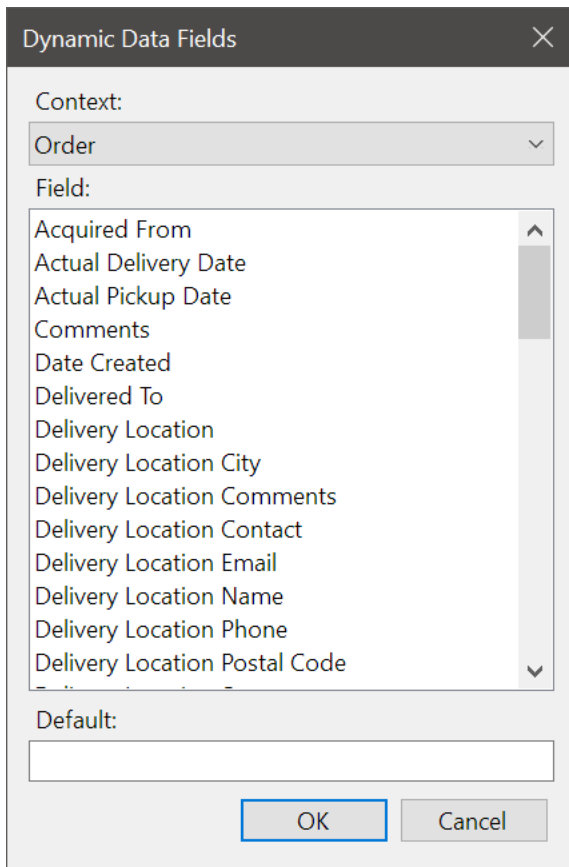 Dynamic Data Fields
Context:
Order
Field:
Acquired From
Actual Delivery Date
Actual Pickup Date
Comments
Date Created
Delivered To
Delivery Location
Delivery Location City
Delivery Location Comments
Delivery Location Contact
Delivery Location Email
Delivery Location Name
Delivery Location Phone
Delivery Location Postal Code
Default:
OK Cancel